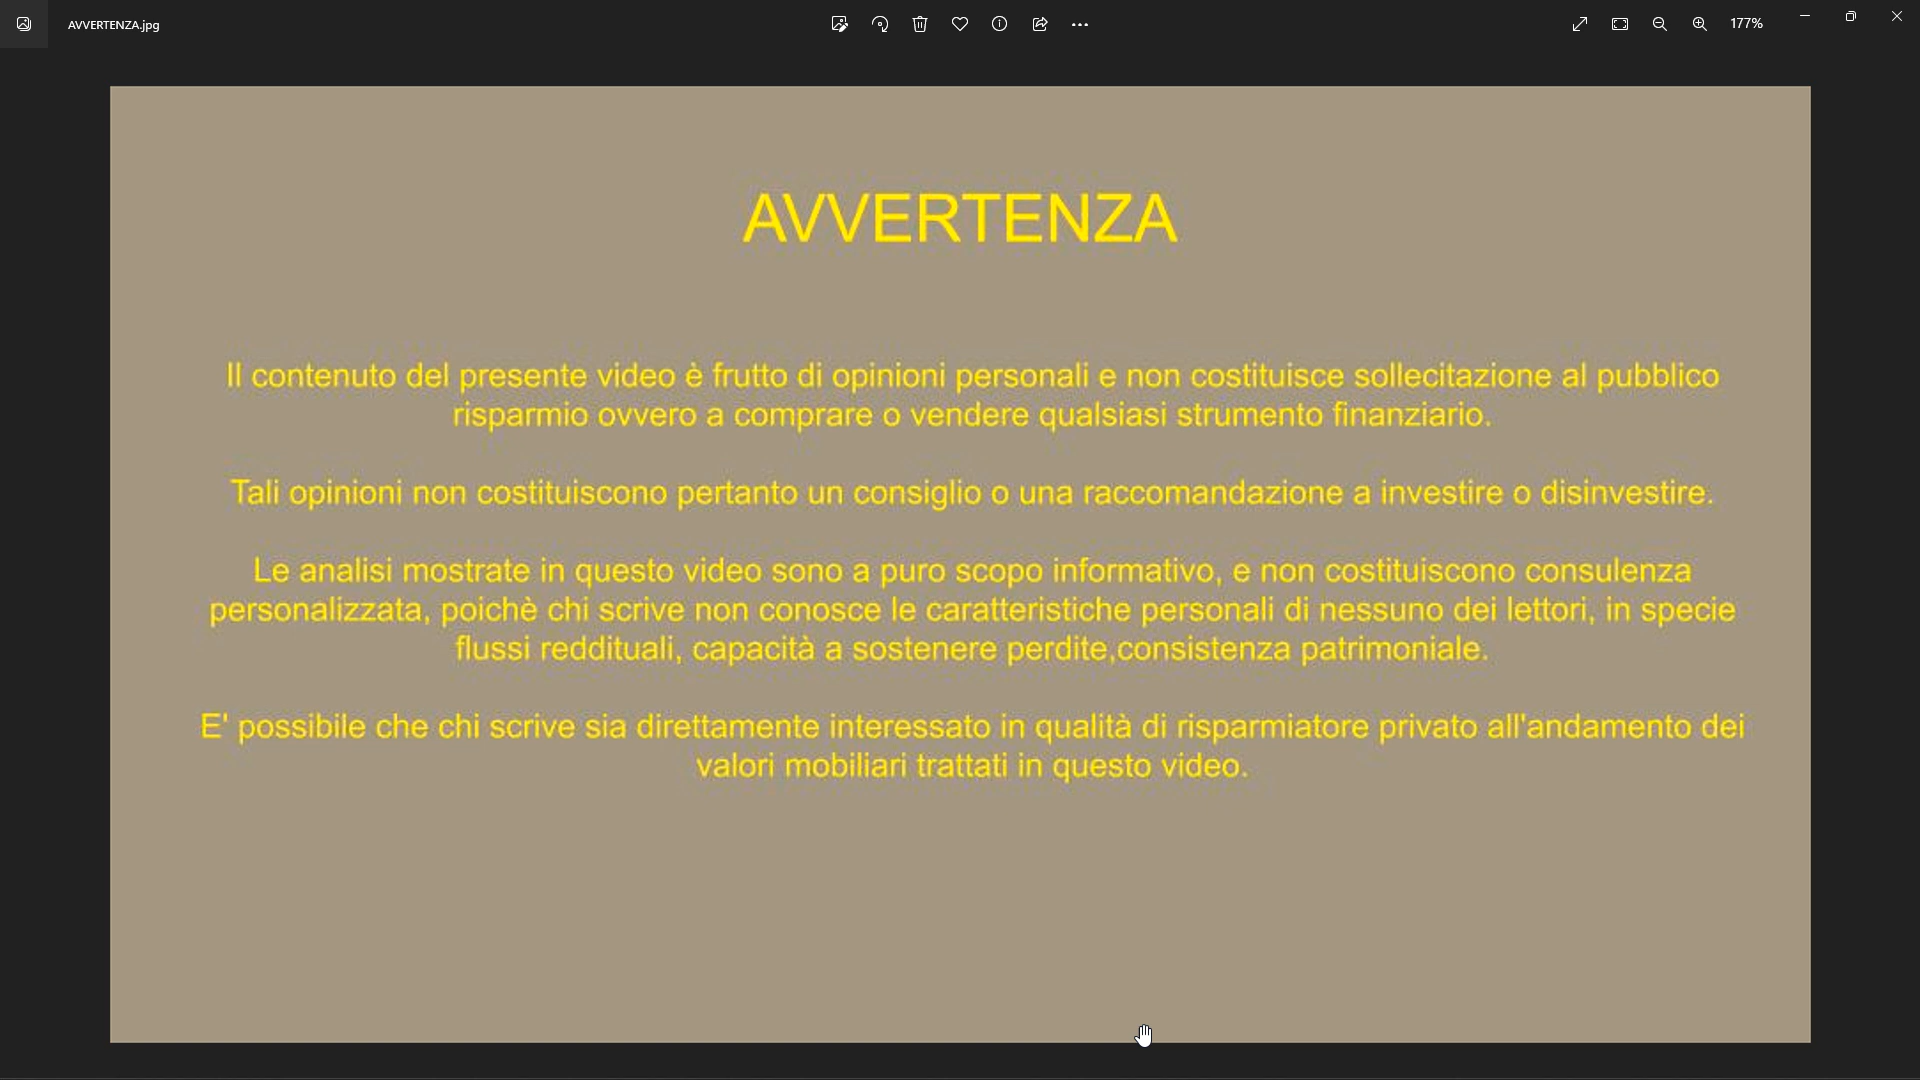 AVVERTENZA.jpg
177%
AVVERTENZA
Il contenuto del presente video è frutto di opinioni personali e non costituisce sollecitazione al pubblico
risparmio ovvero a comprare o vendere qualsiasi strumento finanziario.
Tali opinioni non costituiscono pertanto un consiglio o una raccomandazione a investire o disinvestire.
Le analisi mostrate in questo video sono a puro scopo informativo, e non costituiscono consulenza
personalizzata, poichè chi scrive non conosce le caratteristiche personali di nessuno dei lettori, in specie
flussi reddituali, capacità a sostenere perdite,consistenza patrimoniale.
E' possibile che chi scrive sia direttamente interessato in qualità di risparmiatore privato all'andamento dei
valori mobiliari trattati in questo video.